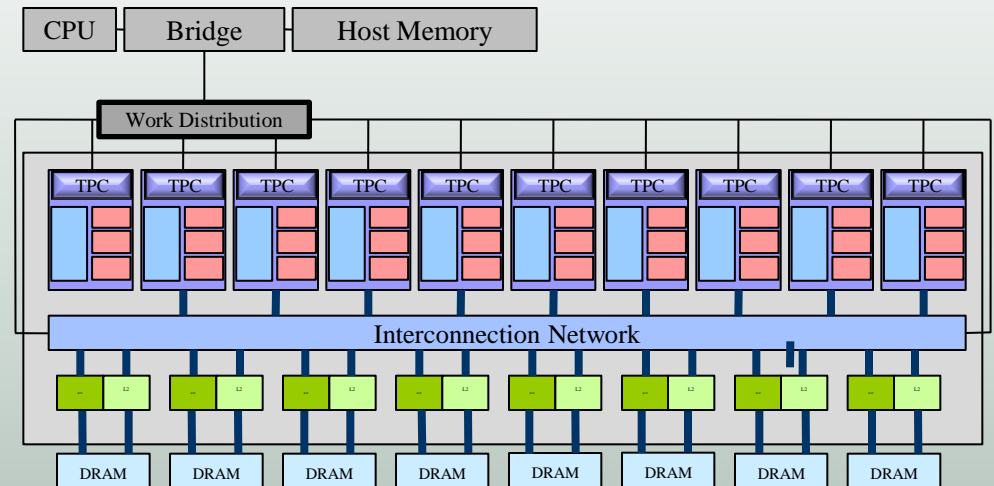 CPU
Bridge
Host Memory
Work Distribution
TPC
TPC
TPC
TPC
TPC
TPC
TPC
TPC
TPC
TPC
Interconnection Network
L2
L2
L2
L2
L2
L2
L2
L2
DRAM
DRAM
DRAM
DRAM
DRAM
DRAM
DRAM
DRAM